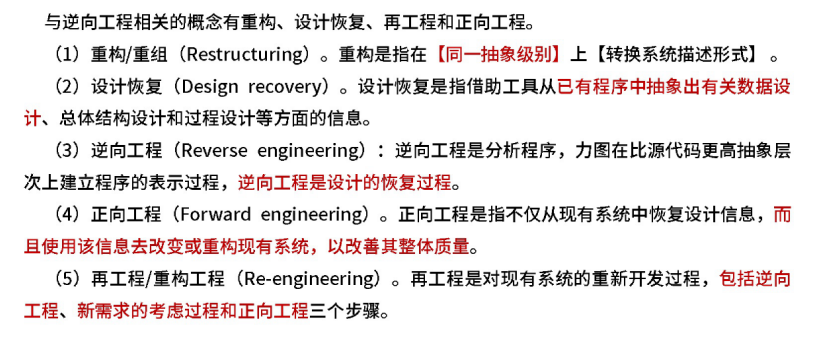 与逆向工程相关的概念有重构、设计恢复、再工程和正向工程。
（1）重构/重组（Restructuring）。重构是指在【同一抽象级别】上【转换系统描述形式】 。
（2）设计恢复（Design recovery）。设计恢复是指借助工具从已有程序中抽象出有关数据设
计、总体结构设计和过程设计等方面的信息。
（3）逆向工程（Reverse engineering）：逆向工程是分析程序，力图在比源代码更高抽象层
次上建立程序的表示过程，逆向工程是设计的恢复过程。
（4）正向工程（Forward engineering）。正向工程是指不仅从现有系统中恢复设计信息，而
且使用该信息去改变或重构现有系统，以改善其整体质量。
（5）再工程/重构工程（Re-engineering）。再工程是对现有系统的重新开发过程，包括逆向
工程、新需求的考虑过程和正向工程三个步骤。